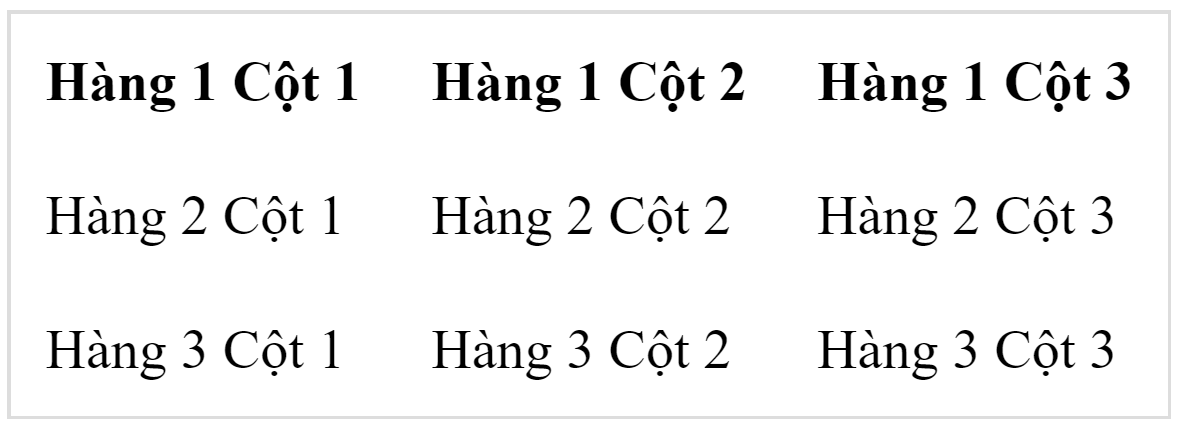 Hàng 1 Cột 1 Hàng 1 Cột 2 Hàng 1 Cột 3
Hàng 2 Cột 1 Hàng 2 Cột 2 Hàng 2 Cột 3
Hàng 3 Cột 1 Hàng 3 Cột 2 Hàng 3 Cột 3